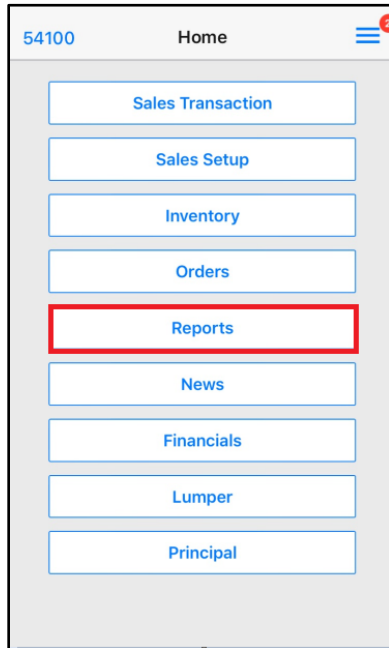 54100 Home
Sales Transaction
Sales Setup
Inventory
Orders
Reports
News
Financials
Lumper
Principal